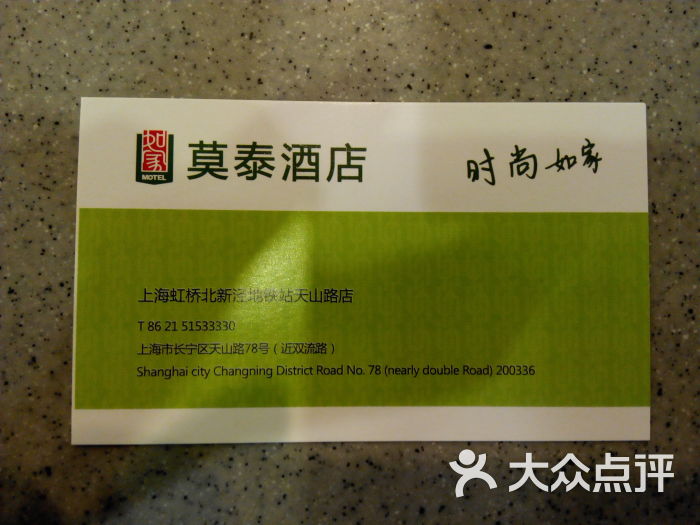 如家
MOTEL
莫泰酒店
时尚如家
上海虹桥北新泾地铁站天山路店
T 86 21 51533330
上海市长宁区天山路78号（近双流路）
Shanghai city Changning District Road No. 78 (nearly double Road) 200336
大众点评